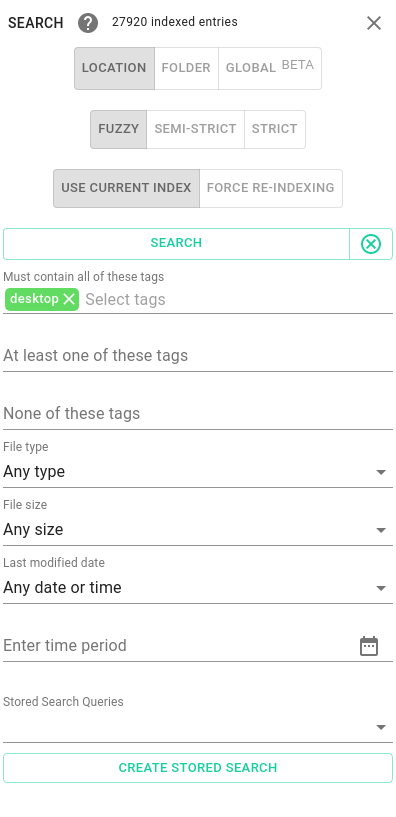 SEARCH ? 27920 indexed entries
LOCATION FOLDER GLOBAL BETA
FUZZY SEMI-STRICT STRICT
USE CURRENT INDEX FORCE RE-INDEXING
SEARCH
Must contain all of these tags
desktop Select tags
At least one of these tags
None of these tags
File type
Any type
File size
Any size
Last modified date
Any date or time
Enter time period
Stored Search Queries
CREATE STORED SEARCH